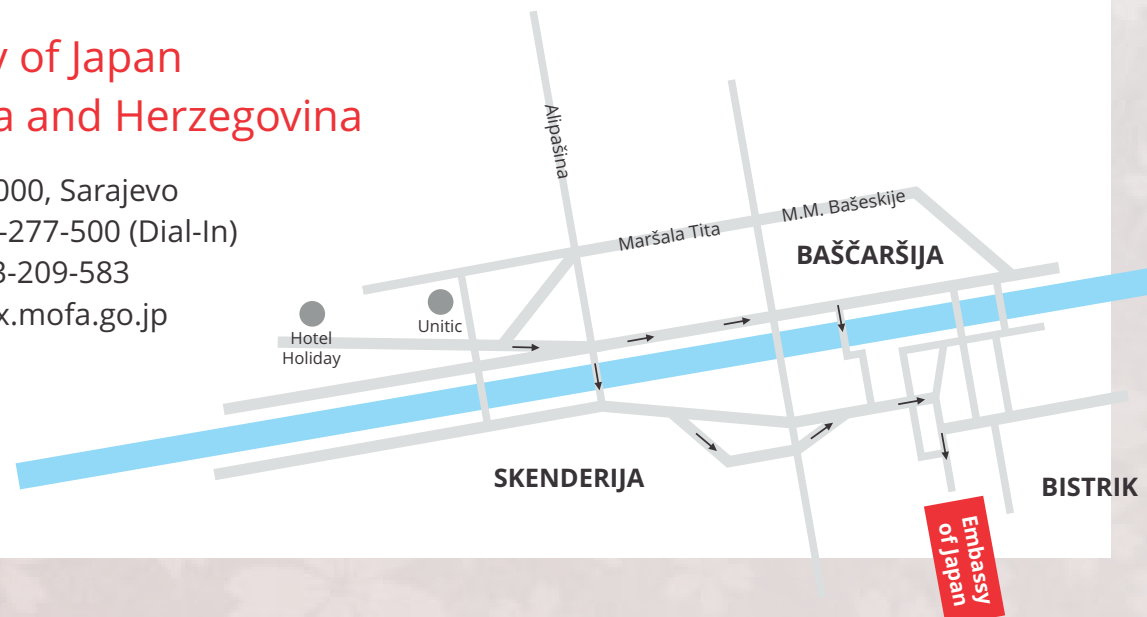 y of Japan
a and Herzegovina
000, Sarajevo
-277-500 (Dial-In)
3-209-583
x.mofa.go.jp
Alipašina
Maršala Tita
M.M. Bašeskije
BAŠČARŠIJA
Hotel
Holiday
Unitic
SKENDERIJA
BISTRIK
Embassy
of Japan